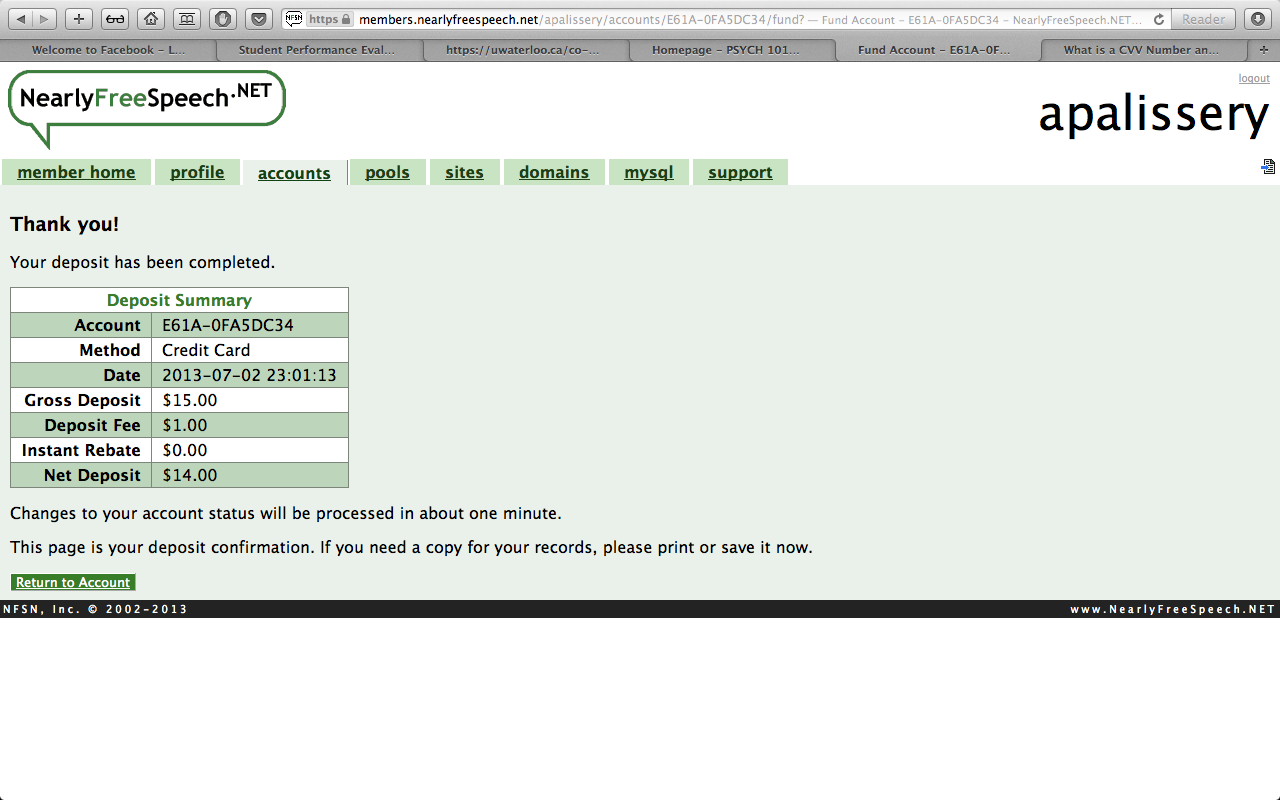 NFSN https members.nearlyfreespeech.net/apalissery/accounts/E61A-0FA5DC34/fund? — Fund Account – E61A-0FA5DC34 – NearlyFreeSpeech.NET... Reader
Welcome to Facebook – L... Student Performance Eval... https://uwaterloo.ca/co-... Homepage – PSYCH 101... Fund Account – E61A-0F... What is a CVV Number an...
logout
NearlyFreeSpeech.NET
apalissery
member home profile accounts pools sites domains mysql support
Thank you!
Your deposit has been completed.
Deposit Summary
Account E61A-0FA5DC34
Method Credit Card
Date 2013-07-02 23:01:13
Gross Deposit $15.00
Deposit Fee $1.00
Instant Rebate $0.00
Net Deposit $14.00
Changes to your account status will be processed in about one minute.
This page is your deposit confirmation. If you need a copy for your records, please print or save it now.
Return to Account
NFSN, Inc. © 2002-2013 www.NearlyFreeSpeech.NET